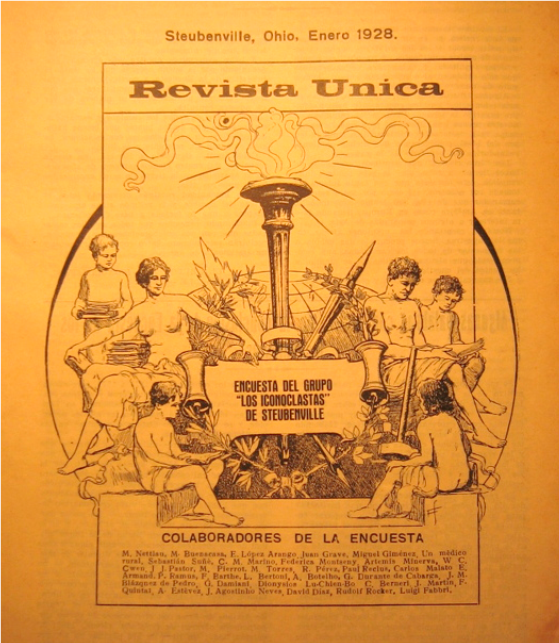 Steubenville, Ohio. Enero 1928.
Revista Unica
ENCUESTA DEL GRUPO
"LOS ICONOCLASTAS"
DE STEUBENVILLE
COLABORADORES DE LA ENCUESTA
M. Nettlau, M. Buenacasa, E. López Arango, Juan Grave, Miguel Giménez, Un médico
rural, Sebastián Suñé, C. M. Marino, Federica Montseny, Artemis Minerva, W C.
Owen, J. J. Pastor, M, Pierrot. M. Torres, R. Pérez, Paul Reclus, Carlos Malato E,
Armand, P. Ramus, F. Barthe, L. Bertoni, A. Botelho, G. Durante de Cabarga, J. M.
Blázquez de Pedro, G. Damiani, Dionysios Lu-Chien-Bo C. Berneri J. Martín, F.
Quintal, A. Estévez, J. Agostinho Neves, David Díaz, Rudolf Rocker, Luigi Fabbri.